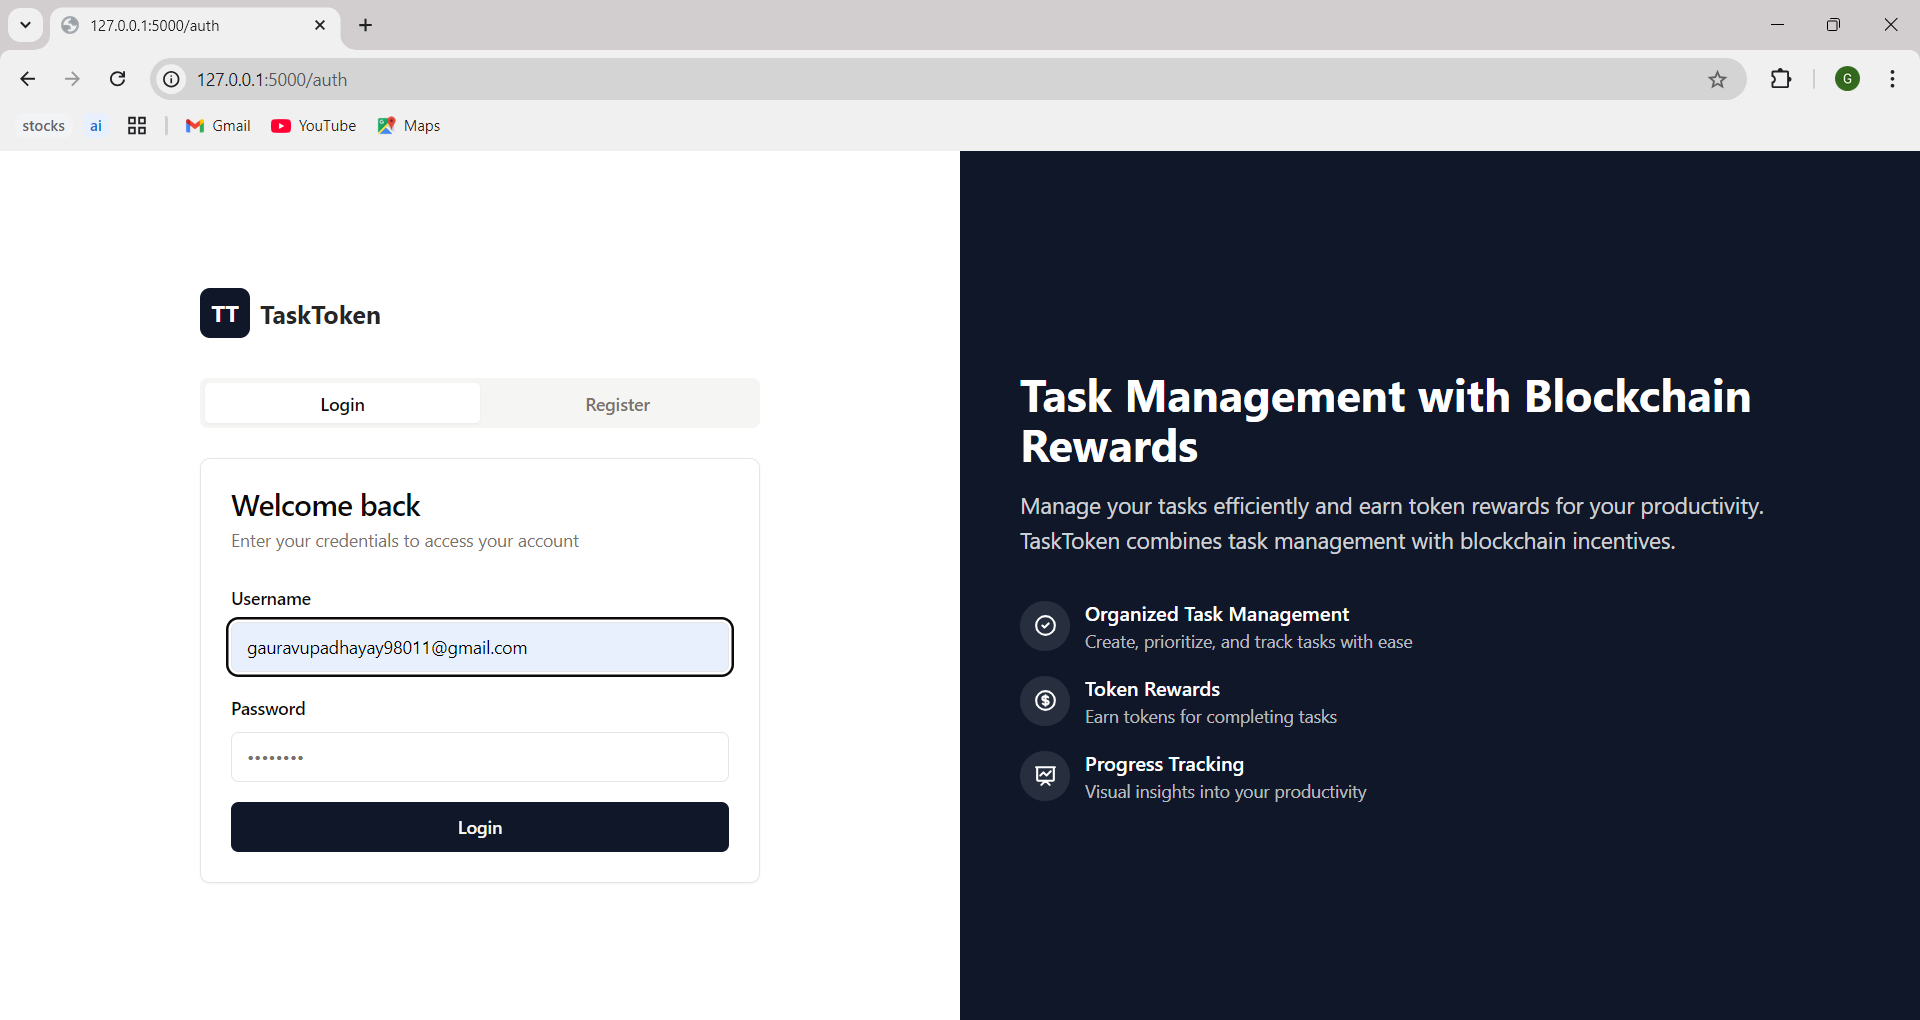 127.0.0.1:5000/auth
127.0.0.1:5000/auth
G
stocks ai Gmail YouTube Maps
TT TaskToken
Login Register
Welcome back
Enter your credentials to access your account
Username
gauravupadhayay98011@gmail.com
Password
••••••••
Login
Task Management with Blockchain
Rewards
Manage your tasks efficiently and earn token rewards for your productivity.
TaskToken combines task management with blockchain incentives.
Organized Task Management
Create, prioritize, and track tasks with ease
Token Rewards
Earn tokens for completing tasks
Progress Tracking
Visual insights into your productivity